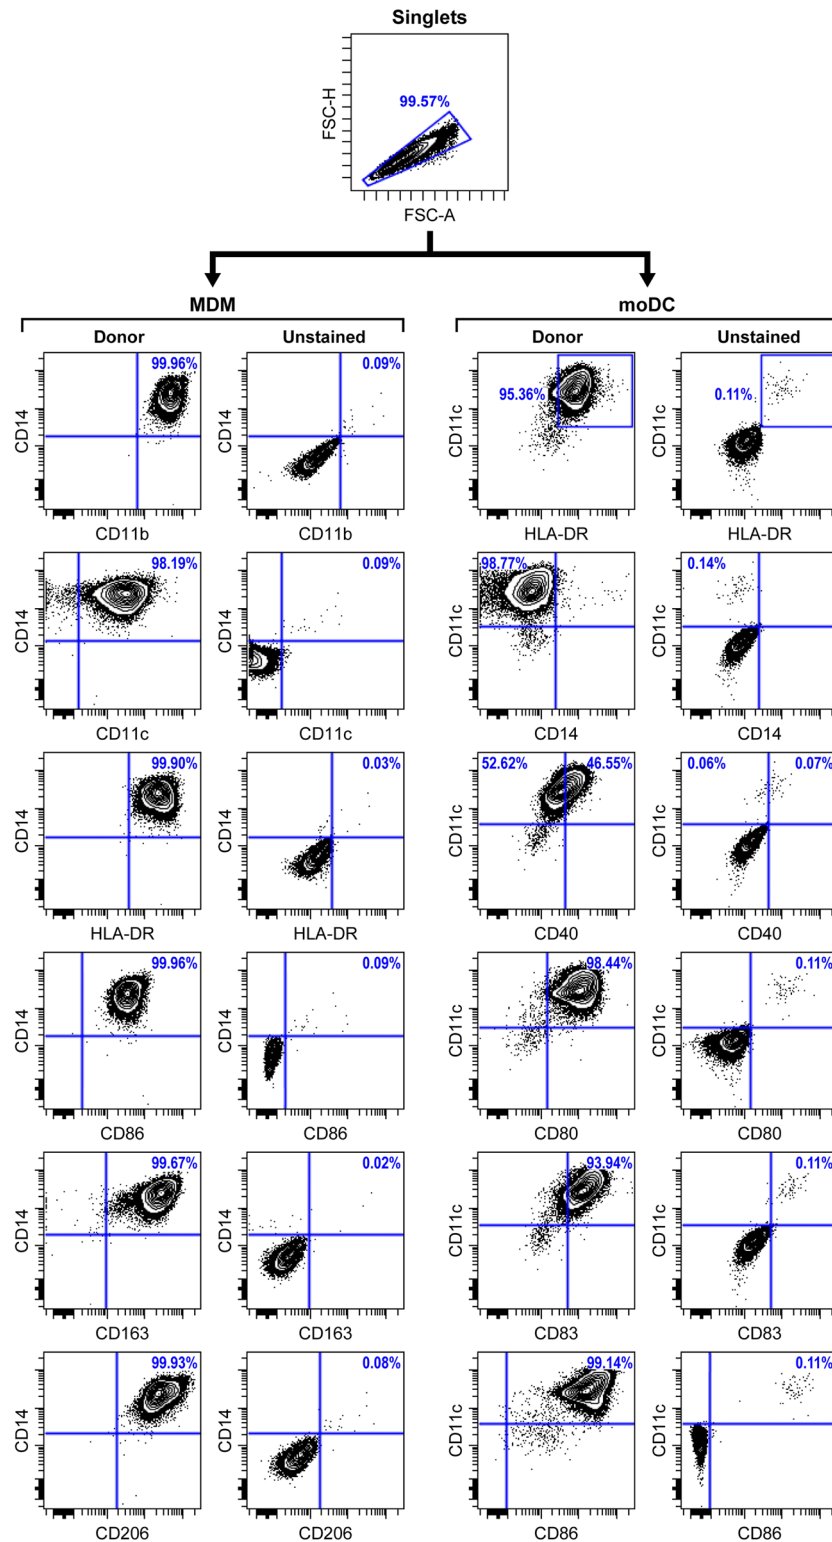 Singlets
FSC-H
99.57%
FSC-A
MDM
moDC
Donor
Unstained
Donor
Unstained
CD14
99.96%
CD11b
CD14
0.09%
CD11b
CD11c
95.36%
HLA-DR
CD11c
0.11%
HLA-DR
CD14
98.19%
CD11c
CD14
0.09%
CD11c
CD11c
98.77%
CD14
CD11c
0.14%
CD14
CD14
99.90%
HLA-DR
CD14
0.03%
HLA-DR
CD11c
52.62%
46.55%
CD40
CD11c
0.06%
0.07%
CD40
CD14
99.96%
CD86
CD14
0.09%
CD86
CD11c
98.44%
CD80
CD11c
0.11%
CD80
CD14
99.67%
CD163
CD14
0.02%
CD163
CD11c
93.94%
CD83
CD11c
0.11%
CD83
CD14
99.93%
CD206
CD14
0.08%
CD206
CD11c
99.14%
CD86
CD11c
0.11%
CD86